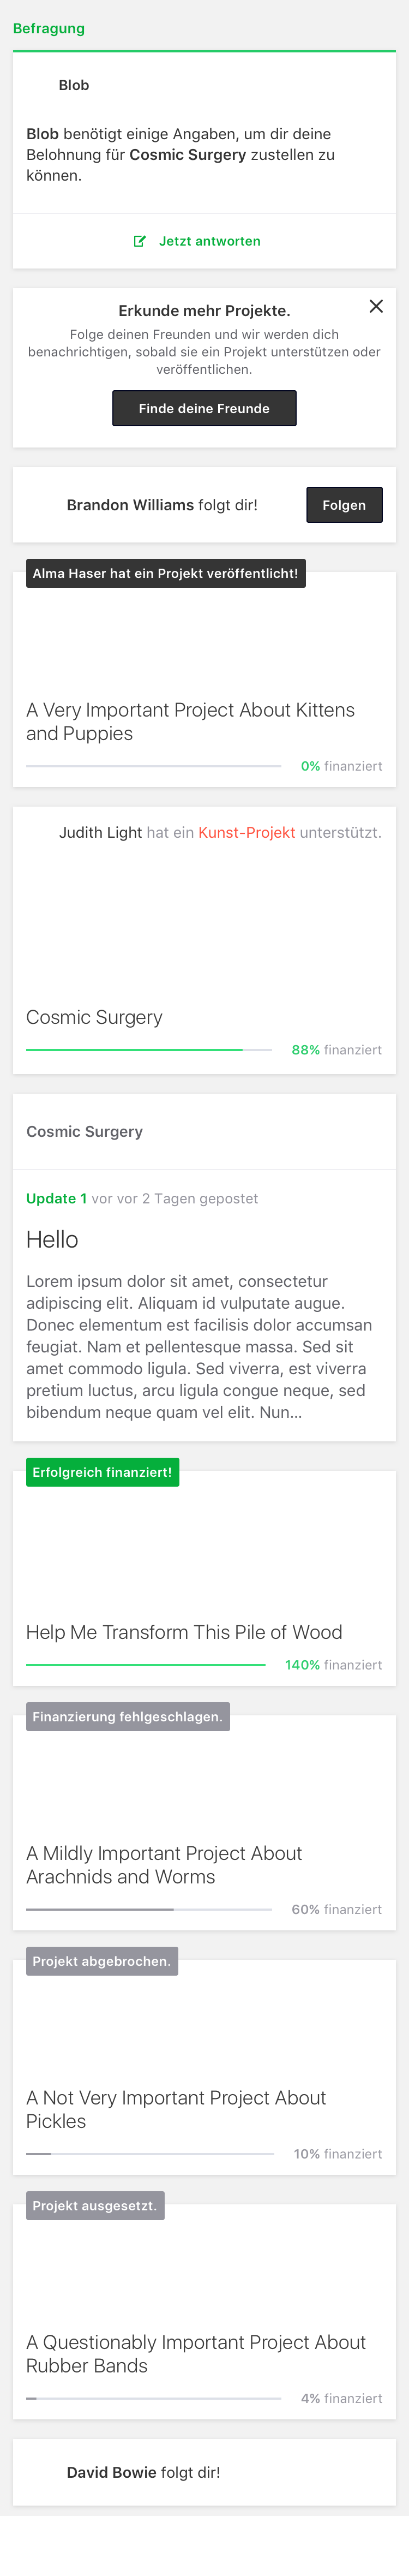 Befragung
Blob
Blob benötigt einige Angaben, um dir deine
Belohnung für Cosmic Surgery zustellen zu
können.
Jetzt antworten
Erkunde mehr Projekte.
Folge deinen Freunden und wir werden dich
benachrichtigen, sobald sie ein Projekt unterstützen oder
veröffentlichen.
Finde deine Freunde
Brandon Williams folgt dir!
Folgen
Alma Haser hat ein Projekt veröffentlicht!
A Very Important Project About Kittens
and Puppies
0% finanziert
Judith Light hat ein Kunst-Projekt unterstützt.
Cosmic Surgery
88% finanziert
Cosmic Surgery
Update 1 vor vor 2 Tagen gepostet
Hello
Lorem ipsum dolor sit amet, consectetur
adipiscing elit. Aliquam id vulputate augue.
Donec elementum est facilisis dolor accumsan
feugiat. Nam et pellentesque massa. Sed sit
amet commodo ligula. Sed viverra, est viverra
pretium luctus, arcu ligula congue neque, sed
bibendum neque quam vel elit. Nun...
Erfolgreich finanziert!
Help Me Transform This Pile of Wood
140% finanziert
Finanzierung fehlgeschlagen.
A Mildly Important Project About
Arachnids and Worms
60% finanziert
Projekt abgebrochen.
A Not Very Important Project About
Pickles
10% finanziert
Projekt ausgesetzt.
A Questionably Important Project About
Rubber Bands
4% finanziert
David Bowie folgt dir!